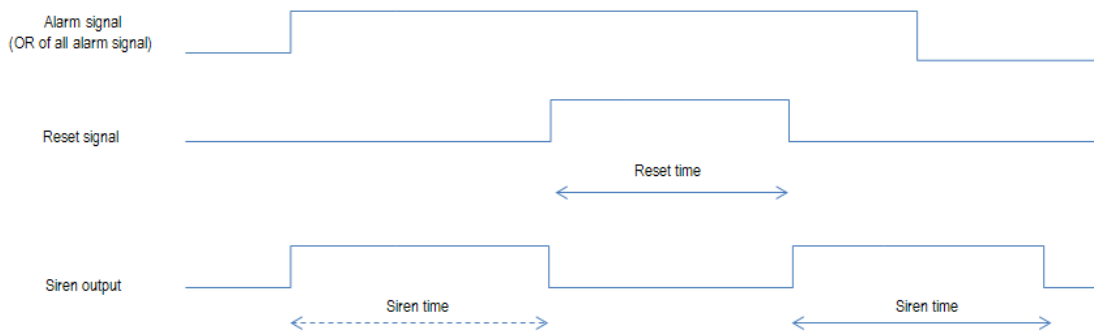 Alarm signal
(OR of all alarm signal)
Reset signal
Reset time
Siren output
Siren time
Siren time